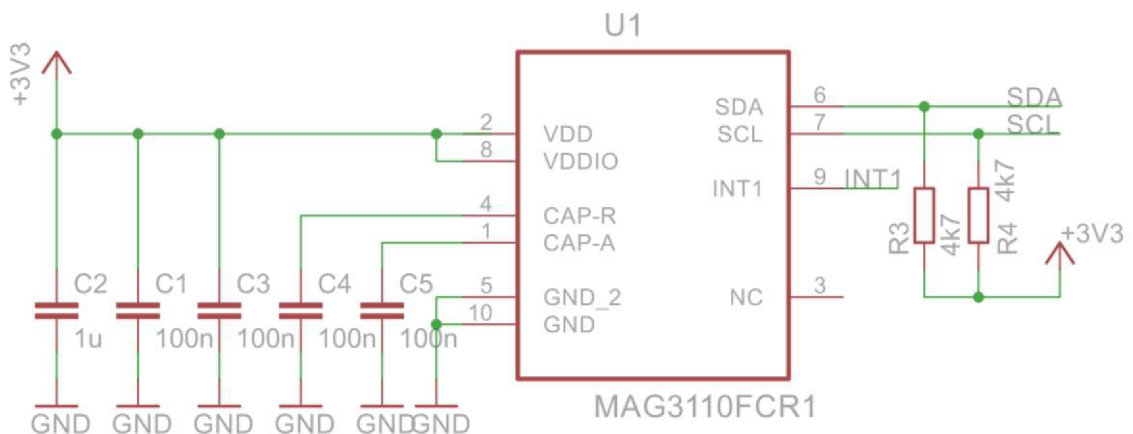 U1
+3V3
SDA 6 SDA
2 VDD SCL 7 SCL
8 VDDIO
4 CAP-R INT1 9 INT1
1 CAP-A
R3 4k7 R4 4k7 +3V3
C2 C1 C3 C4 C5
5 GND_2 NC 3
10 GND
1u 100n 100n 100n 100n
GND GND GND GND GND GND
MAG3110FCR1